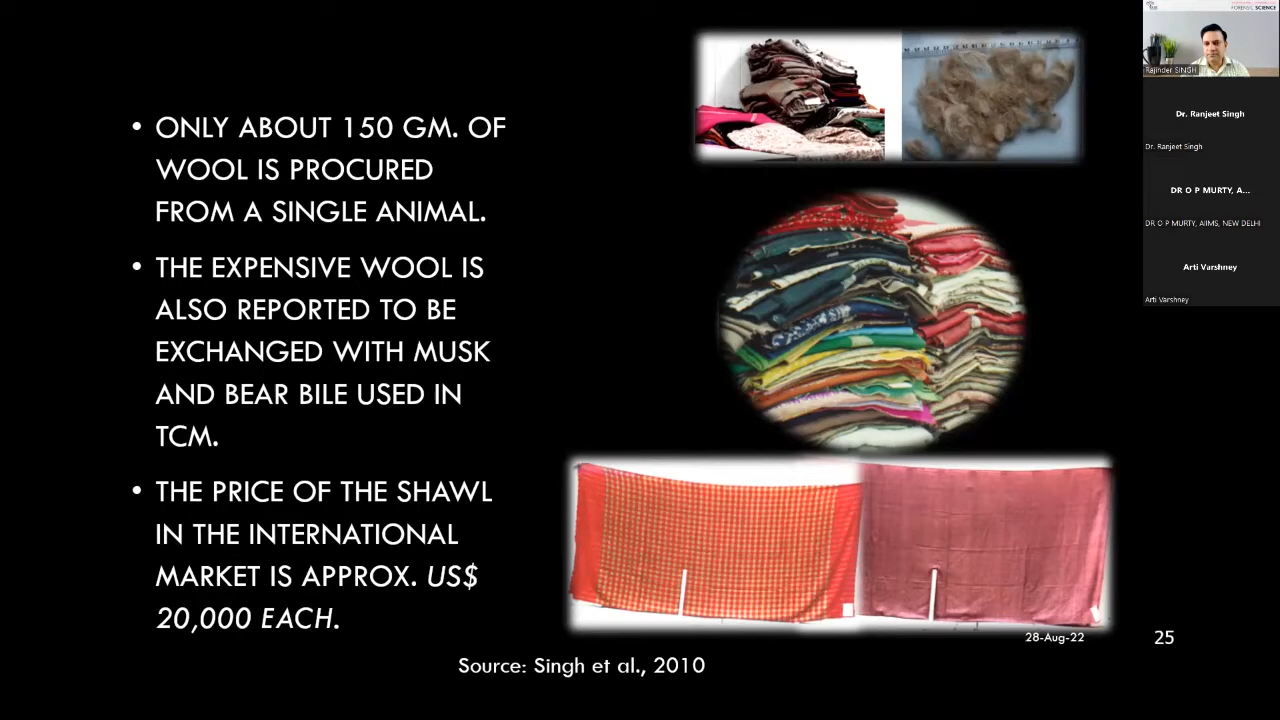 • ONLY ABOUT 150 GM. OF
WOOL IS PROCURED
FROM A SINGLE ANIMAL.
• THE EXPENSIVE WOOL IS
ALSO REPORTED TO BE
EXCHANGED WITH MUSK
AND BEAR BILE USED IN
TCM.
• THE PRICE OF THE SHAWL
IN THE INTERNATIONAL
MARKET IS APPROX. US$
20,000 EACH.
28-Aug-22
25
Source: Singh et al., 2010
FORENSIC SCIENCE
Rajinder SINGH
Dr. Ranjeet Singh
Dr. Ranjeet Singh
DR O P MURTY, A...
DR O P MURTY, AIIMS, NEW DELHI
Arti Varshney
Arti Varshney